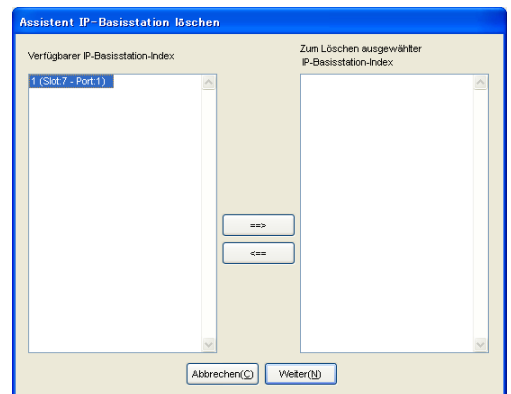 Assistent IP-Basisstation löschen
Verfügbarer IP-Basisstation-Index
Zum Löschen ausgewählter
IP-Basisstation-Index
1 (Slot:7 - Port:1)
==>
<==
Abbrechen(C)
Weiter(N)